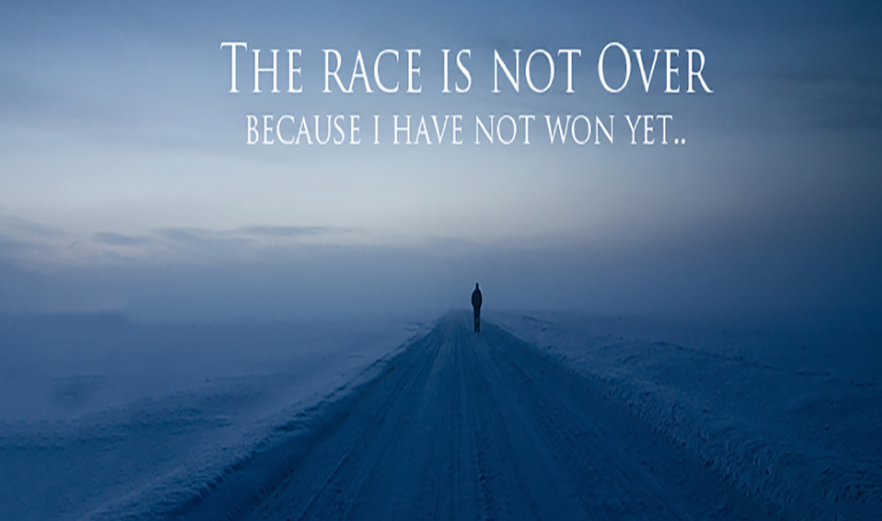 The race is not Over
because I have not won yet..